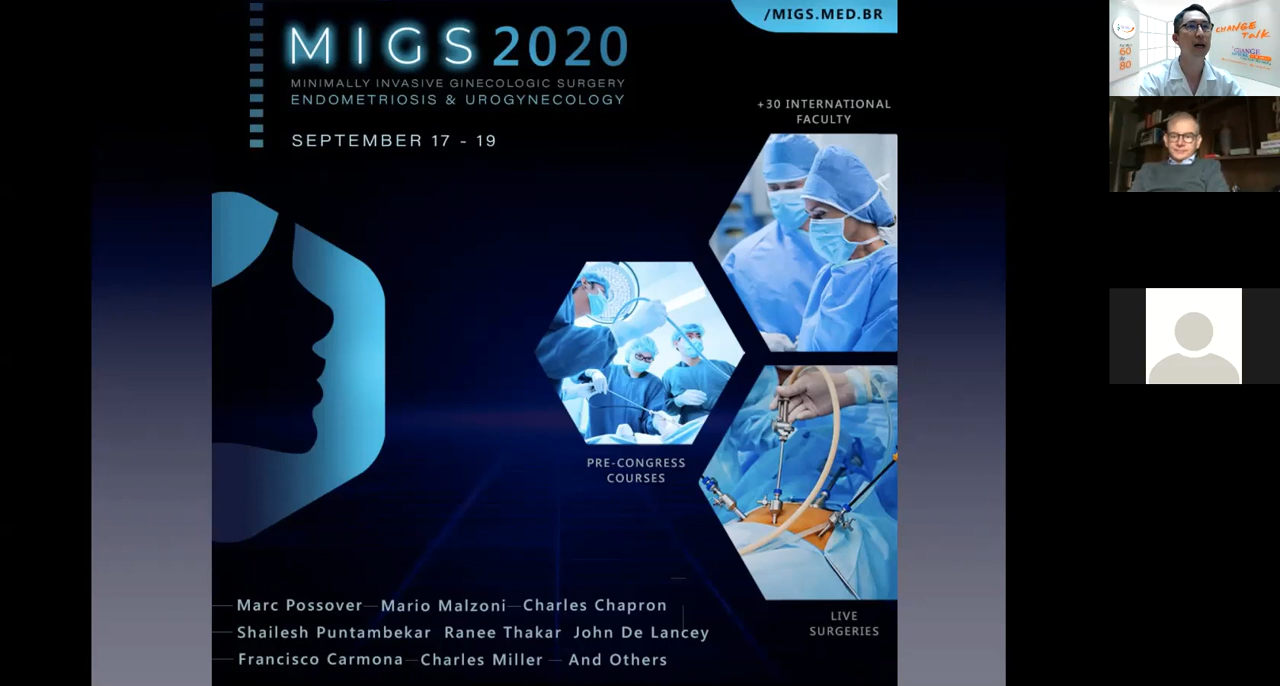 /MIGS.MED.BR
MIGS 2020
MINIMALLY INVASIVE GINECOLOGIC SURGERY
ENDOMETRIOSIS & UROGYNECOLOGY
SEPTEMBER 17 - 19
+30 INTERNATIONAL
FACULTY
PRE-CONGRESS
COURSES
LIVE
SURGERIES
Marc Possover Mario Malzoni Charles Chapron
Shailesh Puntambekar Ranee Thakar John De Lancey
Francisco Carmona Charles Miller And Others
CHANGE
TALK
60
80